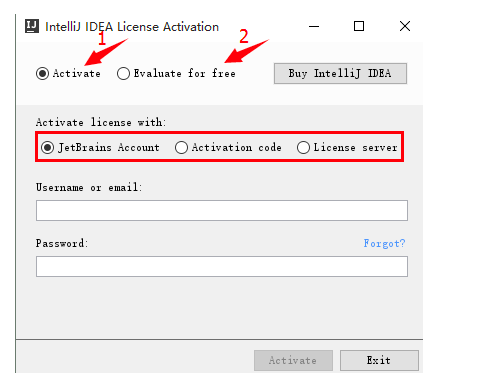 IJ IntelliJ IDEA License Activation
1 2
Activate Evaluate for free Buy IntelliJ IDEA
Activate license with:
JetBrains Account Activation code License server
Username or email:
Password: Forgot?
Activate Exit